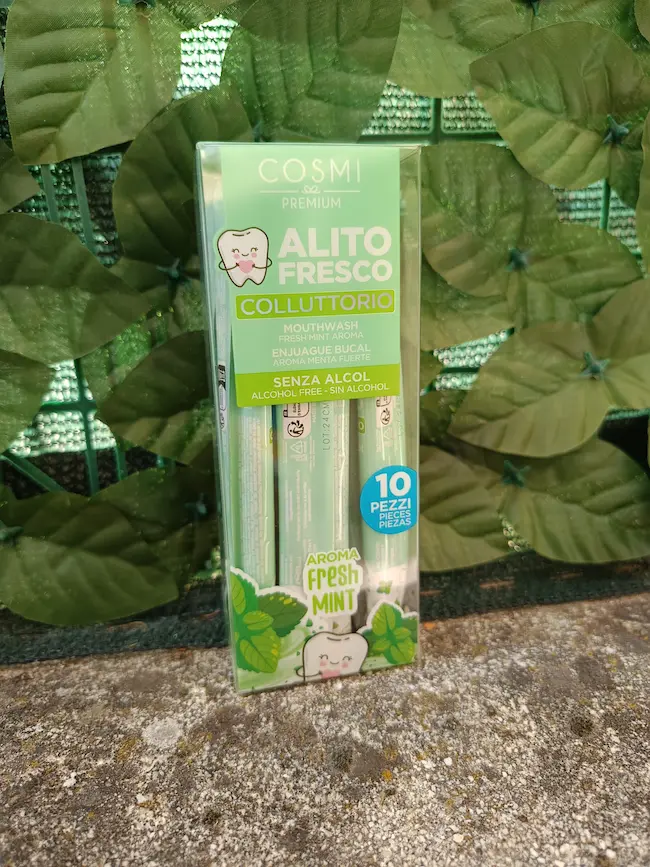 COSMI
PREMIUM
ALITO
FRESCO
COLLUTTORIO
MOUTHWASH
FRESH MINT AROMA
ENJUAGUE BUCAL
AROMA MENTA FUERTE
SENZA ALCOL
ALCOHOL FREE - SIN ALCOHOL
10
PEZZI
PIECES
PIEZAS
AROMA
Fresh
MINT